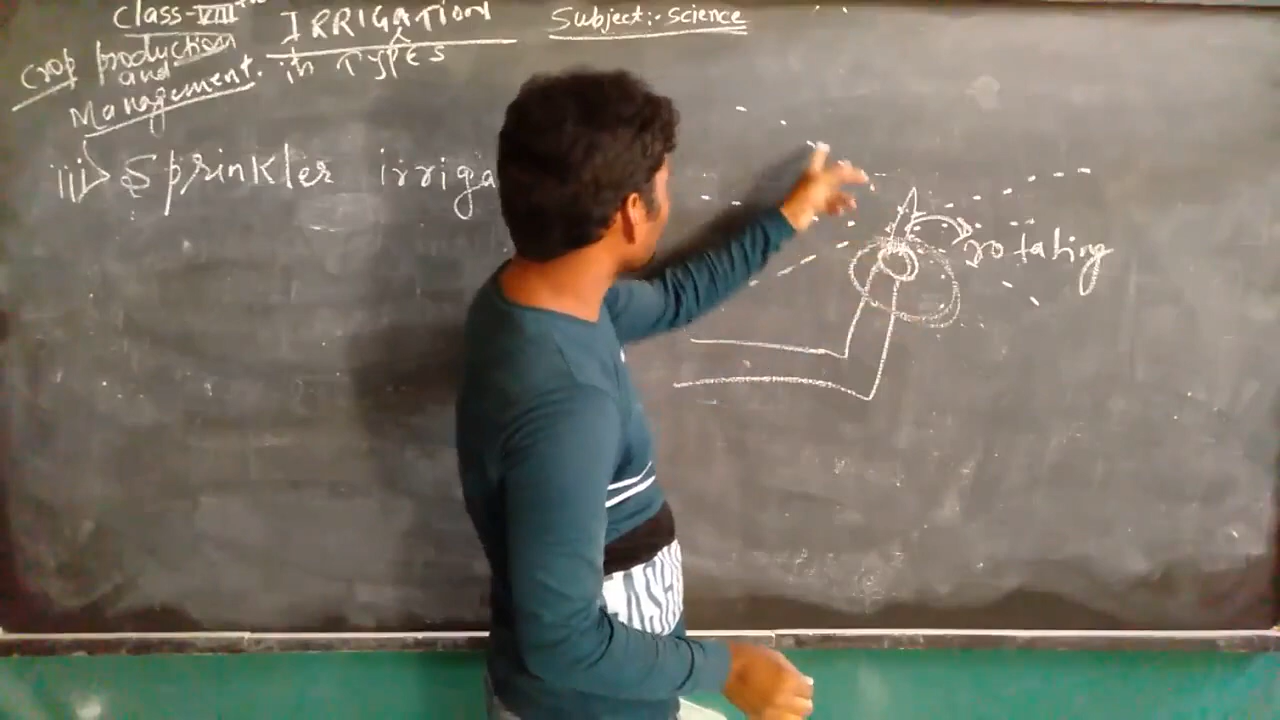 Class-VIII
IRRIGATION
Subject:- Science
Crop production
and
Management.
in Types
iii> Sprinkler irriga
rotating